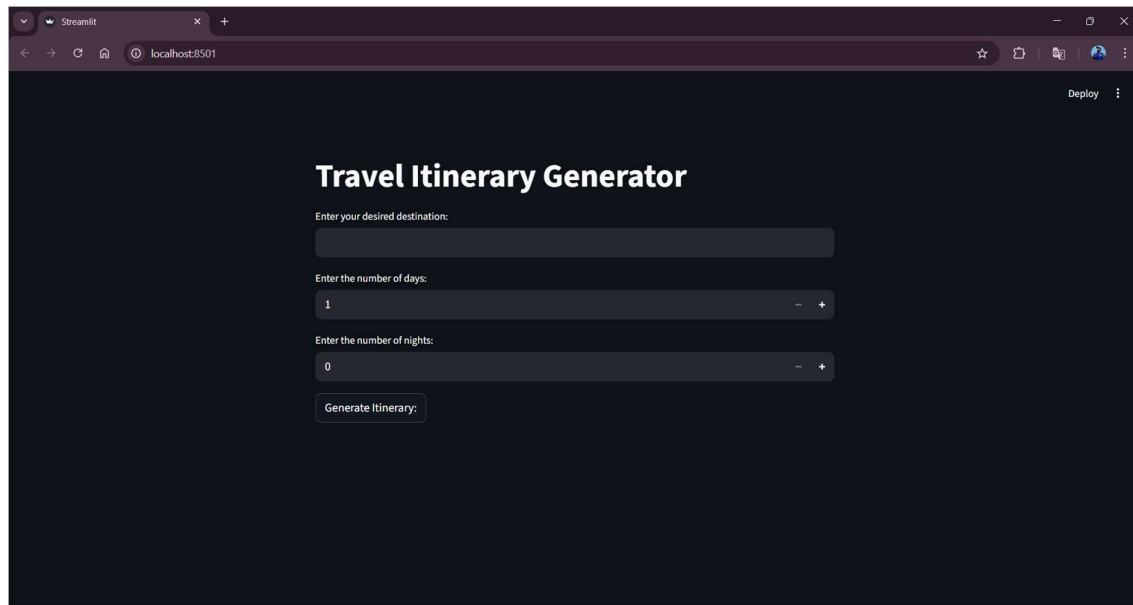 Streamlit
localhost:8501
Deploy
Travel Itinerary Generator
Enter your desired destination:
Enter the number of days:
1
Enter the number of nights:
0
Generate Itinerary: